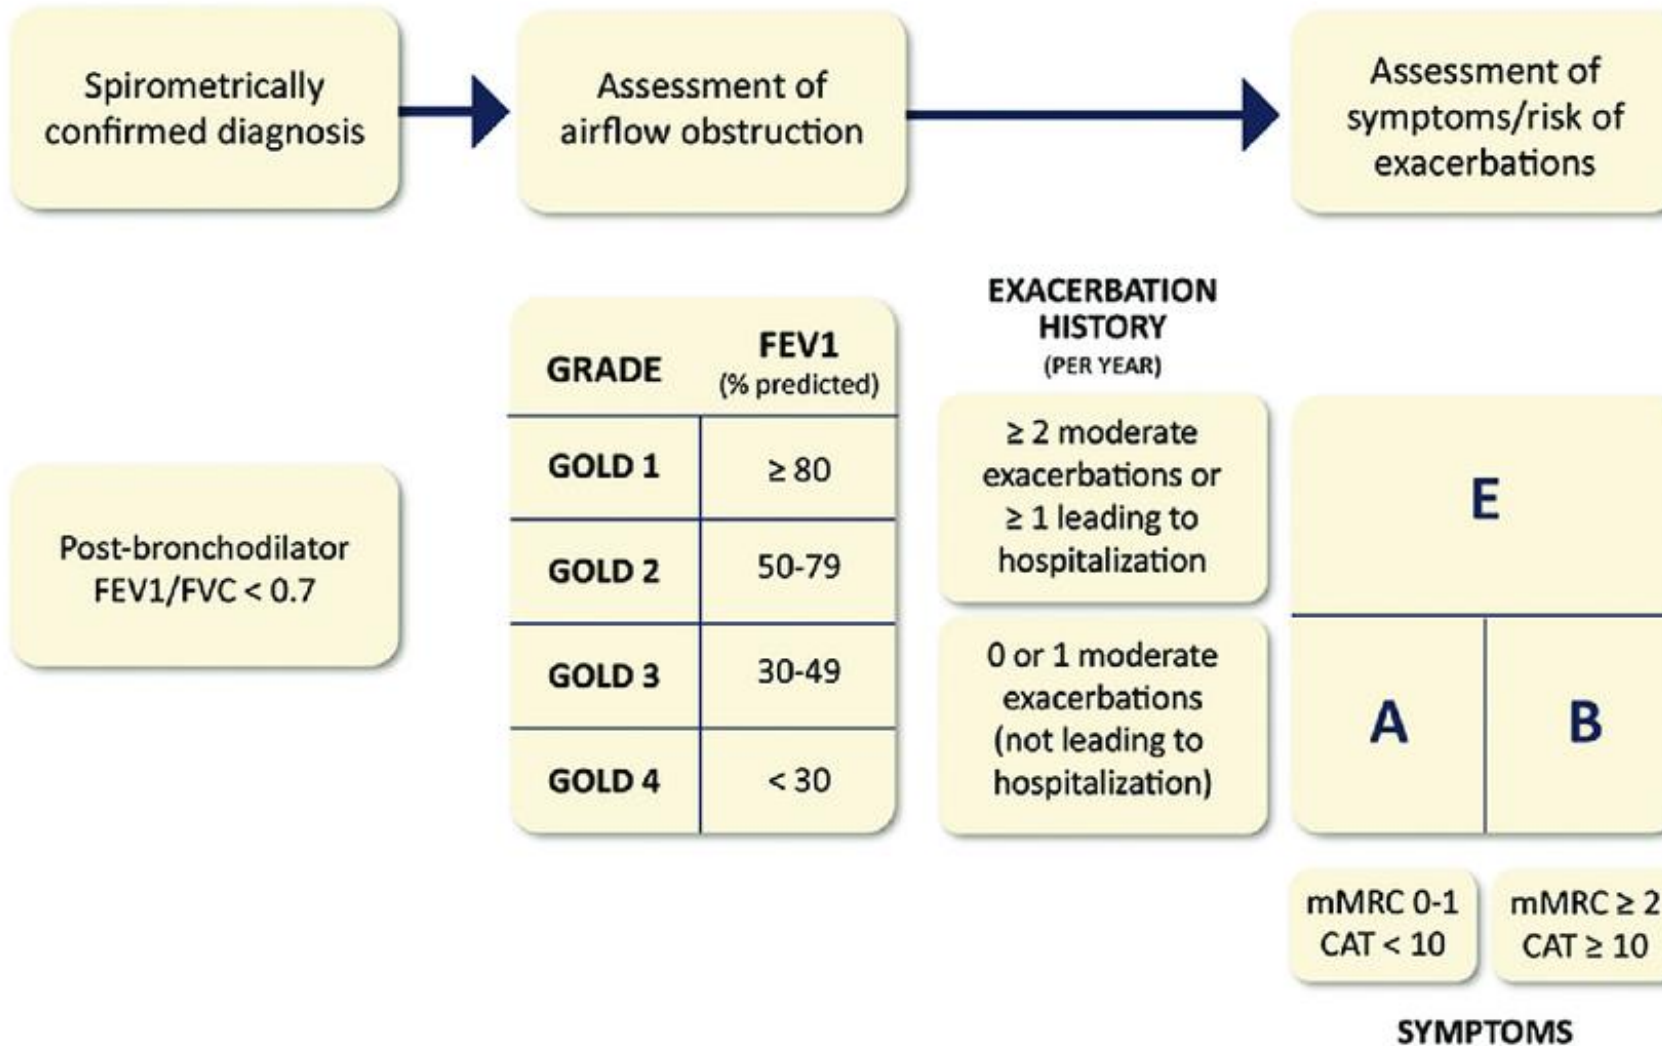 Spirometrically
confirmed diagnosis
Assessment of
airflow obstruction
Assessment of
symptoms/risk of
exacerbations
Post-bronchodilator
FEV1/FVC < 0.7
GRADE
FEV1
(% predicted)
GOLD 1
≥ 80
GOLD 2
50-79
GOLD 3
30-49
GOLD 4
< 30
EXACERBATION
HISTORY
(PER YEAR)
≥ 2 moderate
exacerbations or
≥ 1 leading to
hospitalization
0 or 1 moderate
exacerbations
(not leading to
hospitalization)
E
A
B
mMRC 0-1
CAT < 10
mMRC ≥ 2
CAT ≥ 10
SYMPTOMS